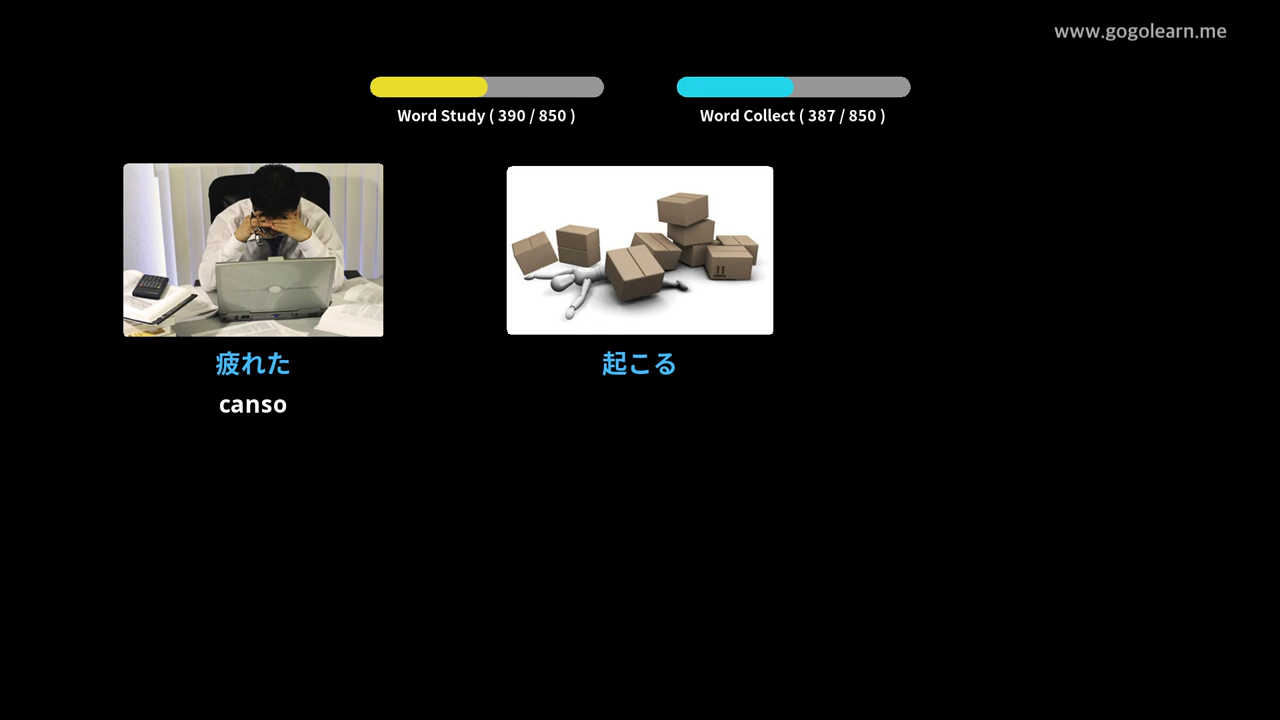 www.gogolearn.me
Word Study ( 390 / 850 )
Word Collect ( 387 / 850 )
疲れた
起こる
canso